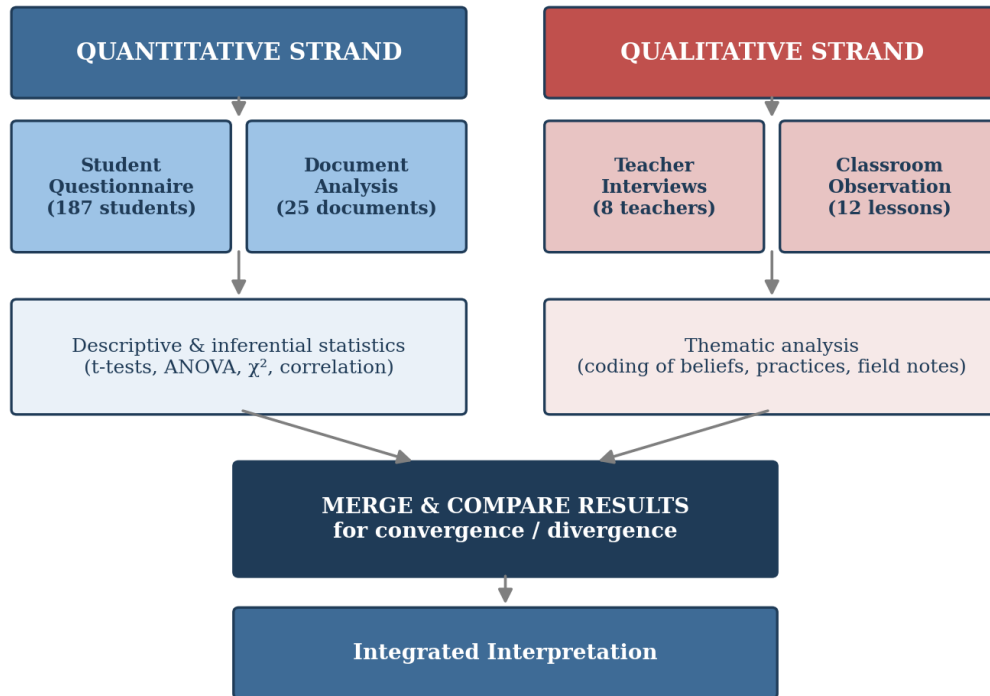 QUANTITATIVE STRAND
QUALITATIVE STRAND
Student
Questionnaire
(187 students)
Document
Analysis
(25 documents)
Teacher
Interviews
(8 teachers)
Classroom
Observation
(12 lessons)
Descriptive & inferential statistics
(t-tests, ANOVA, χ², correlation)
Thematic analysis
(coding of beliefs, practices, field notes)
MERGE & COMPARE RESULTS
for convergence / divergence
Integrated Interpretation